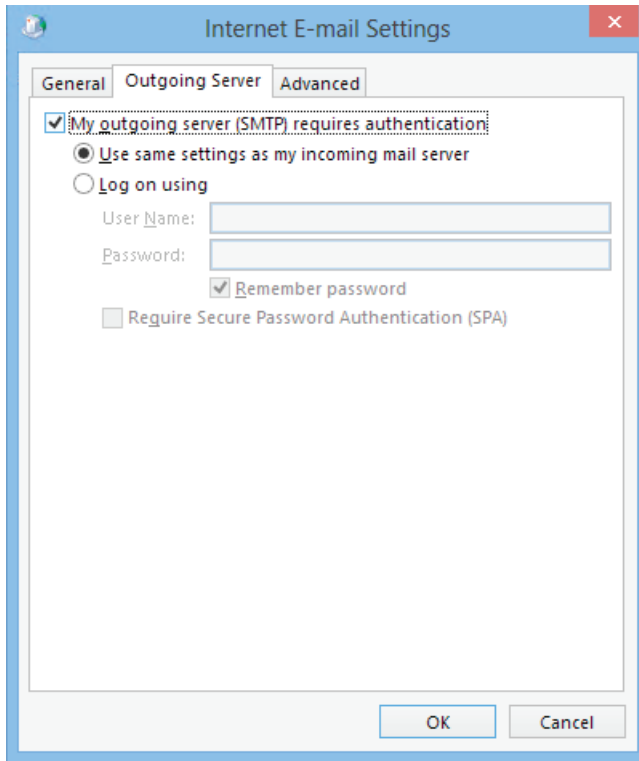 Internet E-mail Settings
General Outgoing Server Advanced
My outgoing server (SMTP) requires authentication
Use same settings as my incoming mail server
Log on using
User Name:
Password:
Remember password
Require Secure Password Authentication (SPA)
OK Cancel